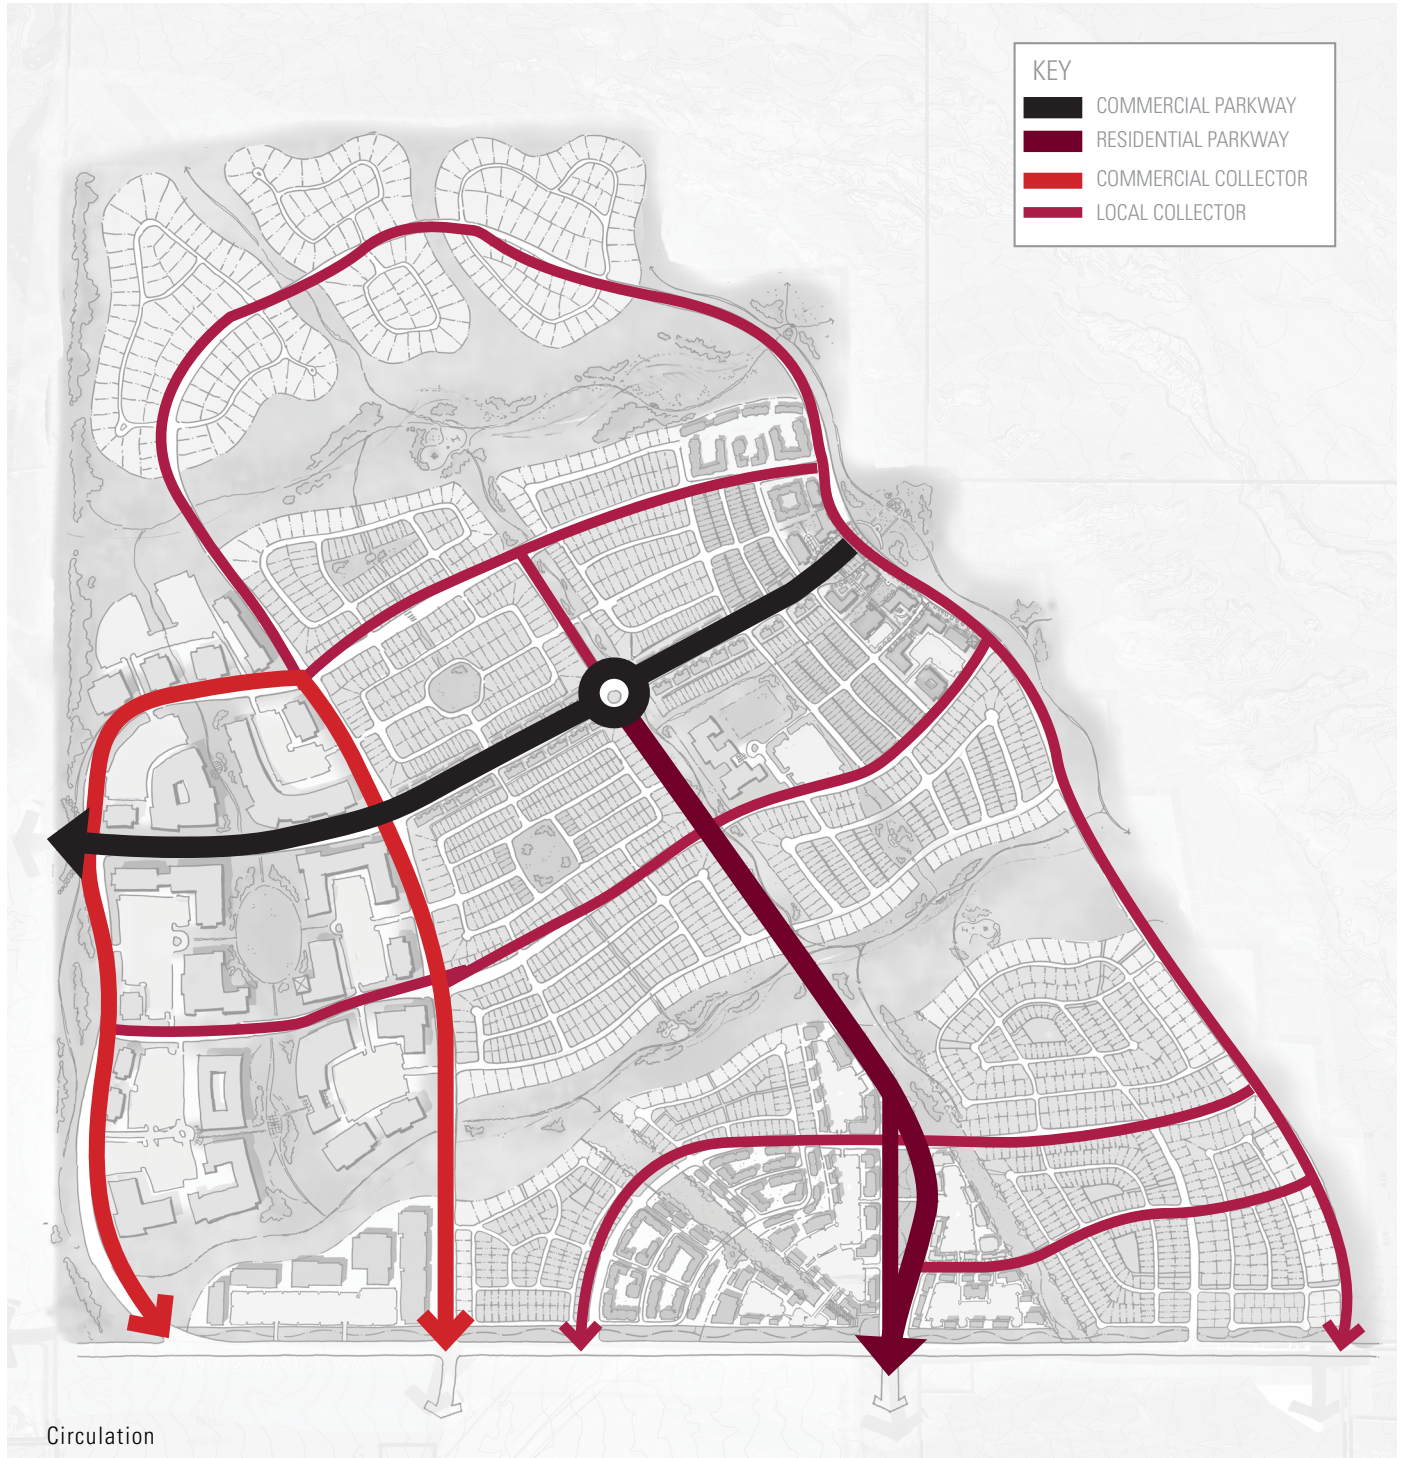 KEY
COMMERCIAL PARKWAY
RESIDENTIAL PARKWAY
COMMERCIAL COLLECTOR
LOCAL COLLECTOR
Circulation